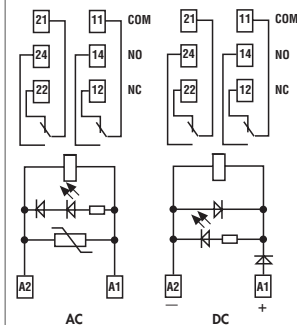 21 11 COM 21 11 COM
24 14 NO 24 14 NO
22 12 NC 22 12 NC
A2 A1 A2 A1
— +
AC DC